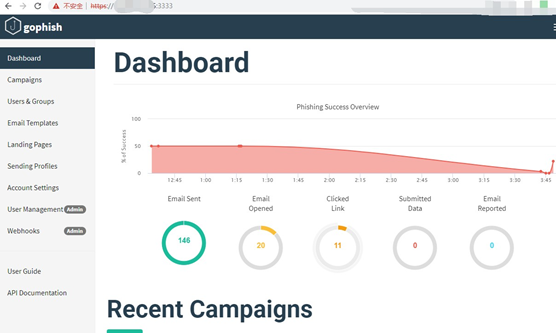 不安全 https://
:3333
gophish
Dashboard
Campaigns
Users & Groups
Email Templates
Landing Pages
Sending Profiles
Account Settings
User Management Admin
Webhooks Admin
User Guide
API Documentation
Dashboard
Phishing Success Overview
% of Success
100
50
0
12:45 1:00 1:15 1:30 1:45 2:00 2:15 2:30 2:45 3:00 3:15 3:30 3:45
Email Sent
146
Email
Opened
20
Clicked
Link
11
Submitted
Data
0
Email
Reported
0
Recent Campaigns